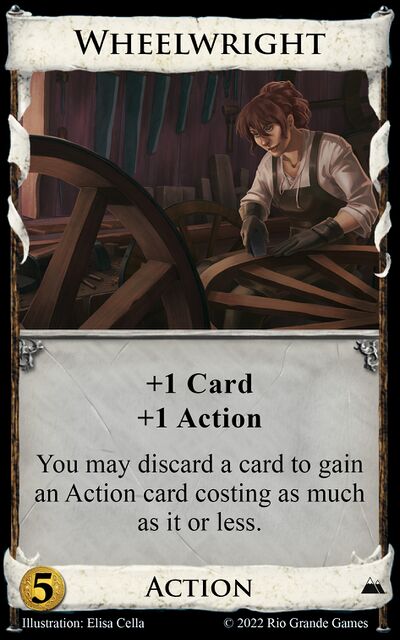 Wheelwright
+1 Card
+1 Action
You may discard a card to gain
an Action card costing as much
as it or less.
5
Action
Illustration: Elisa Cella
© 2022 Rio Grande Games